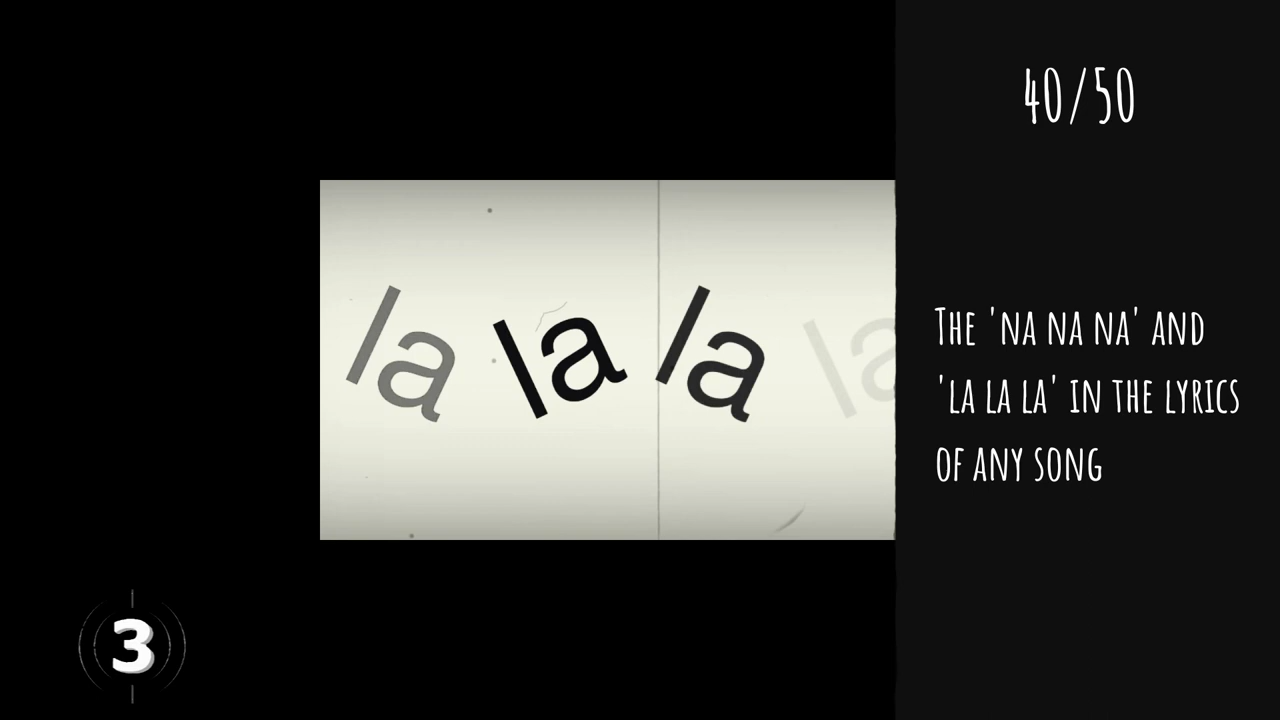 40/50
la la la la
The 'na na na' and
'la la la' in the lyrics
of any song
3